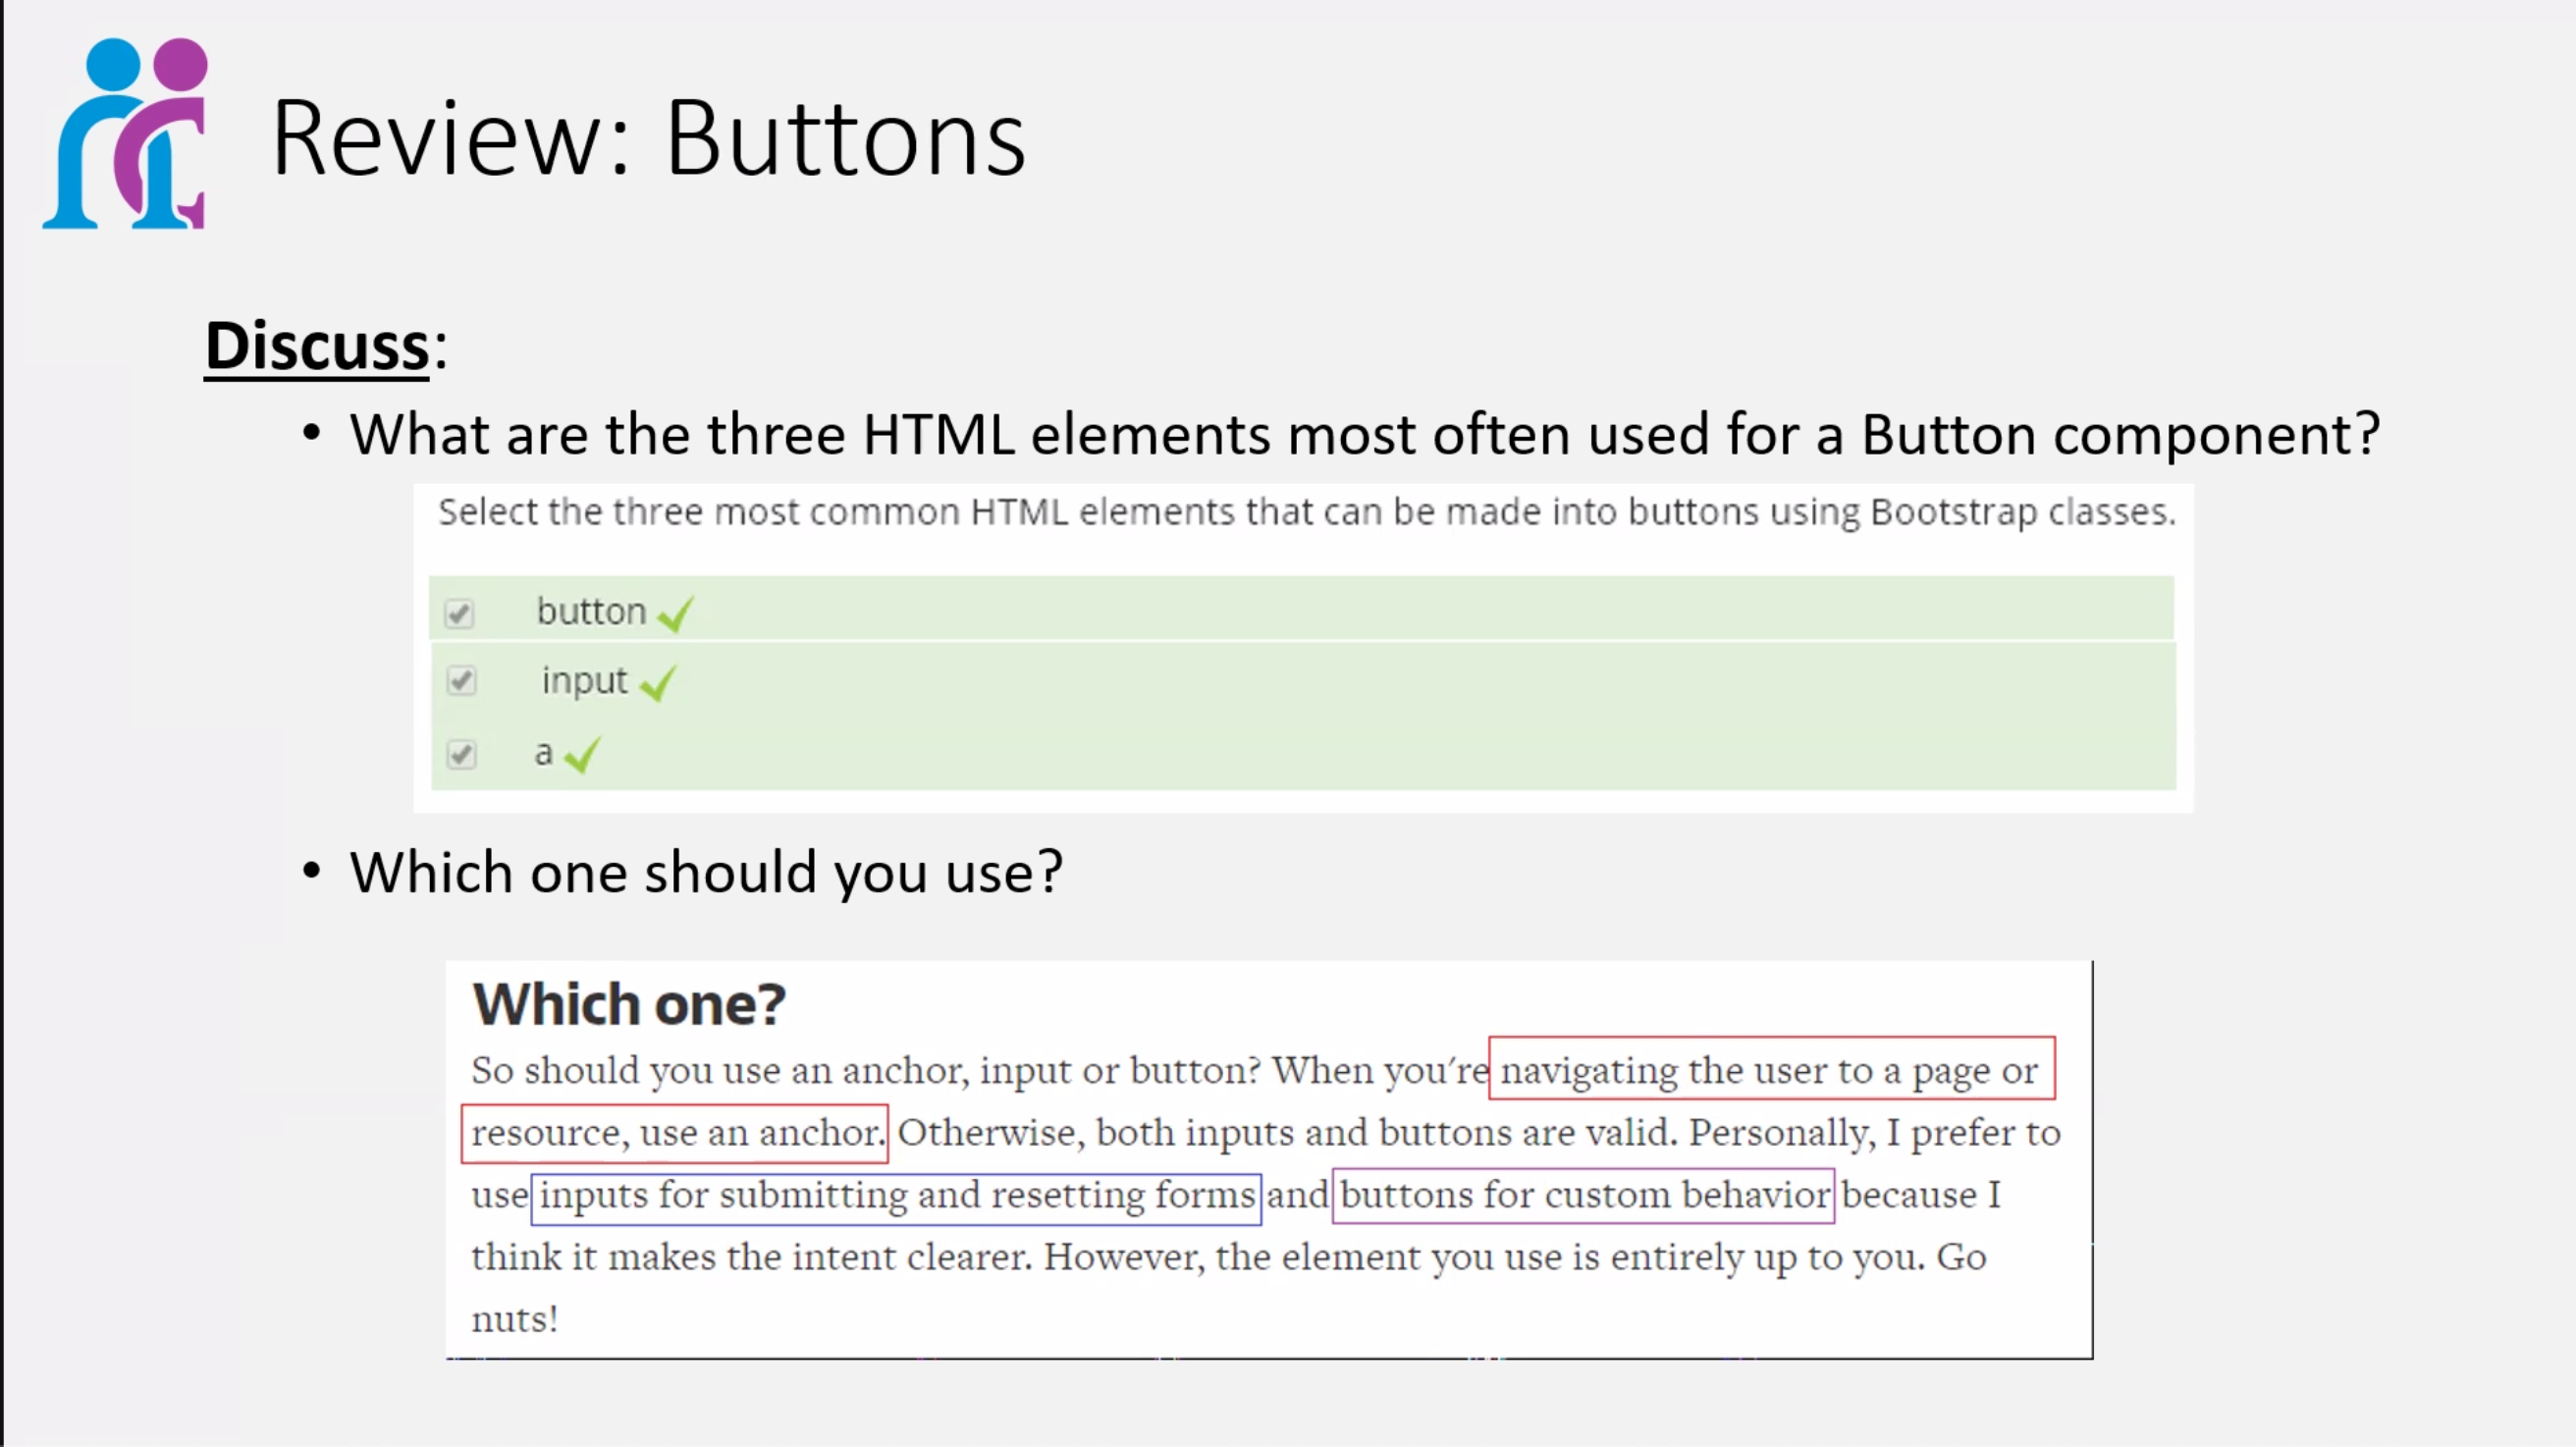 Review: Buttons
Discuss:
• What are the three HTML elements most often used for a Button component?
Select the three most common HTML elements that can be made into buttons using Bootstrap classes.
button
input
a
• Which one should you use?
Which one?
So should you use an anchor, input or button? When you're navigating the user to a page or
resource, use an anchor. Otherwise, both inputs and buttons are valid. Personally, I prefer to
use inputs for submitting and resetting forms and buttons for custom behavior because I
think it makes the intent clearer. However, the element you use is entirely up to you. Go
nuts!